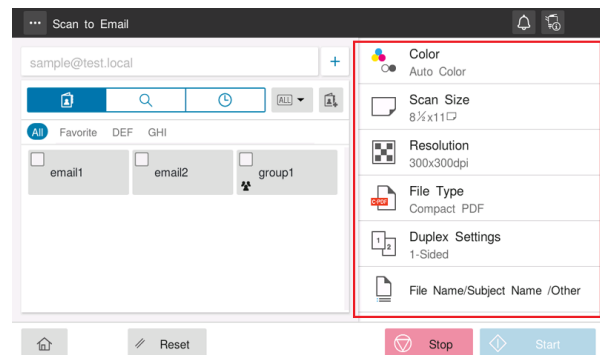 Scan to Email
sample@test.local
+
ALL
All Favorite DEF GHI
email1
email2
group1
Color
Auto Color
Scan Size
8½x11
Resolution
300x300dpi
C-PDF
File Type
Compact PDF
1 2
Duplex Settings
1-Sided
File Name/Subject Name /Other
Reset
Stop
Start